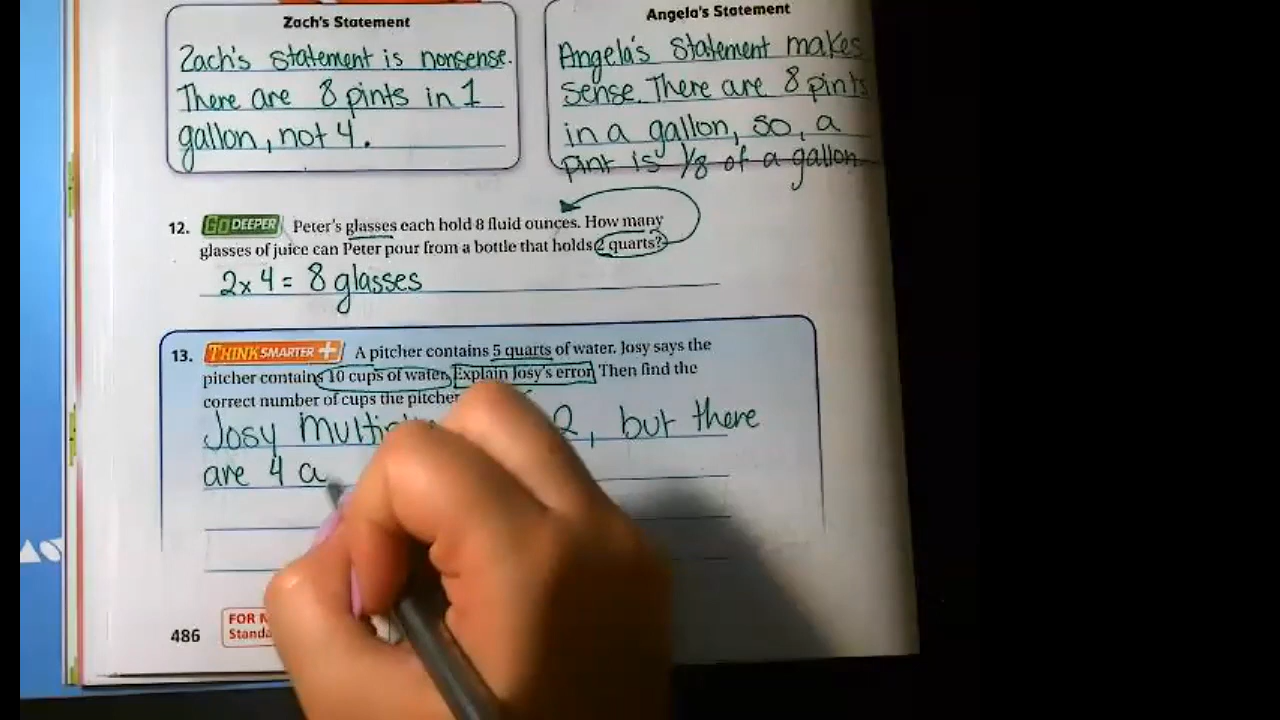 Zach's Statement
Zach's statement is nonsense.
There are 8 pints in 1
gallon, not 4.
Angela's Statement
Angela's statement makes
sense. There are 8 pints
in a gallon, so, a
pint is 1/8 of a gallon
12. GO DEEPER Peter's glasses each hold 8 fluid ounces. How many
glasses of juice can Peter pour from a bottle that holds 2 quarts?
2x4= 8 glasses
13. THINK SMARTER + A pitcher contains 5 quarts of water. Josy says the
pitcher contains 10 cups of water. Explain Josy's error. Then find the
correct number of cups the pitcher
Josy 2, but there
are 4
486
FOR